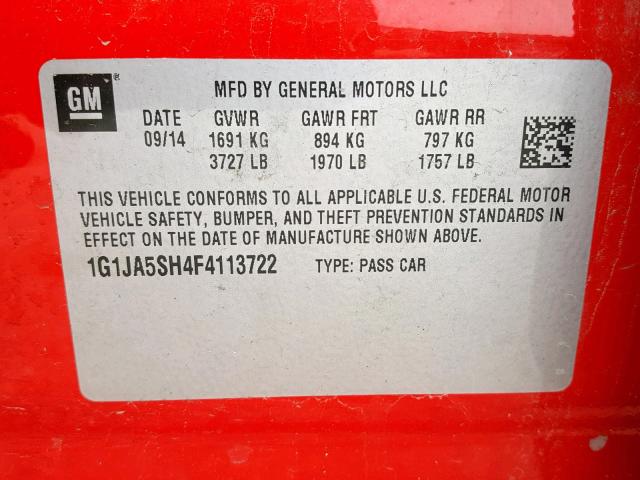 GM ®
MFD BY GENERAL MOTORS LLC
DATE GVWR GAWR FRT GAWR RR
09/14 1691 KG 894 KG 797 KG
3727 LB 1970 LB 1757 LB
THIS VEHICLE CONFORMS TO ALL APPLICABLE U.S. FEDERAL MOTOR
VEHICLE SAFETY, BUMPER, AND THEFT PREVENTION STANDARDS IN
EFFECT ON THE DATE OF MANUFACTURE SHOWN ABOVE.
1G1JA5SH4F4113722 TYPE: PASS CAR